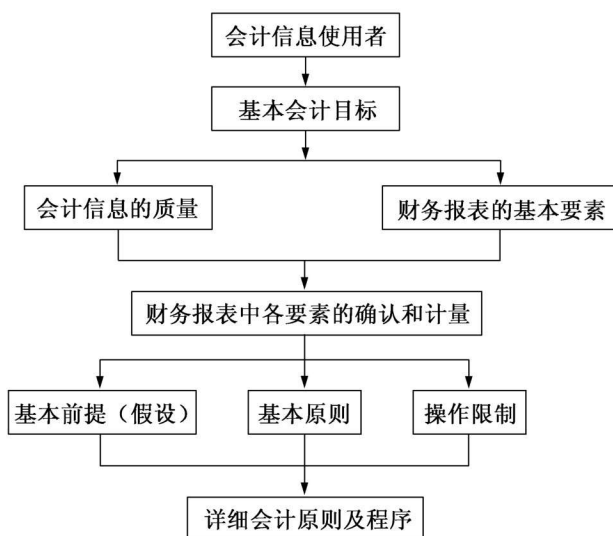 会计信息使用者
基本会计目标
会计信息的质量
财务报表的基本要素
财务报表中各要素的确认和计量
基本前提（假设）
基本原则
操作限制
详细会计原则及程序